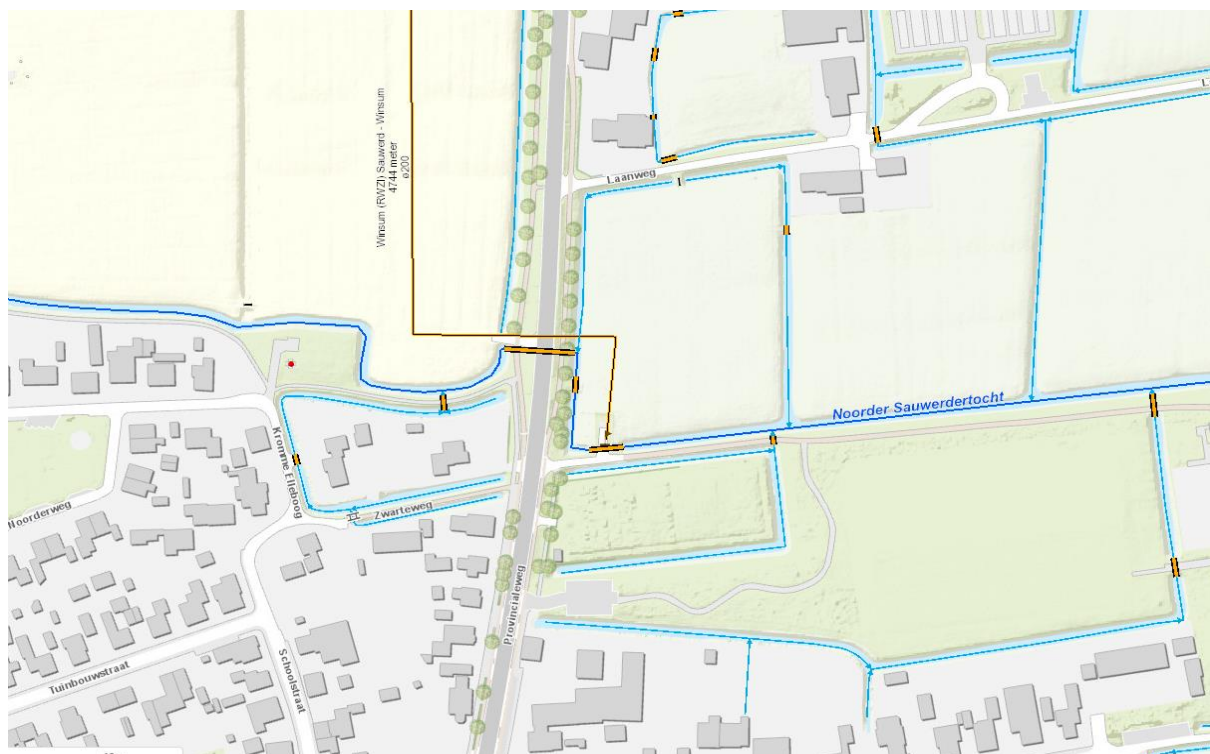 Winsum (RWZI) Sauwerd - Winsum
4744 meter
ø200
Laanweg
Noorder Sauwerdertocht
Kromme Elleboog
Noorderweg
Zwarteweg
Provincialeweg
Tuinbouwstraat
Schoolstraat